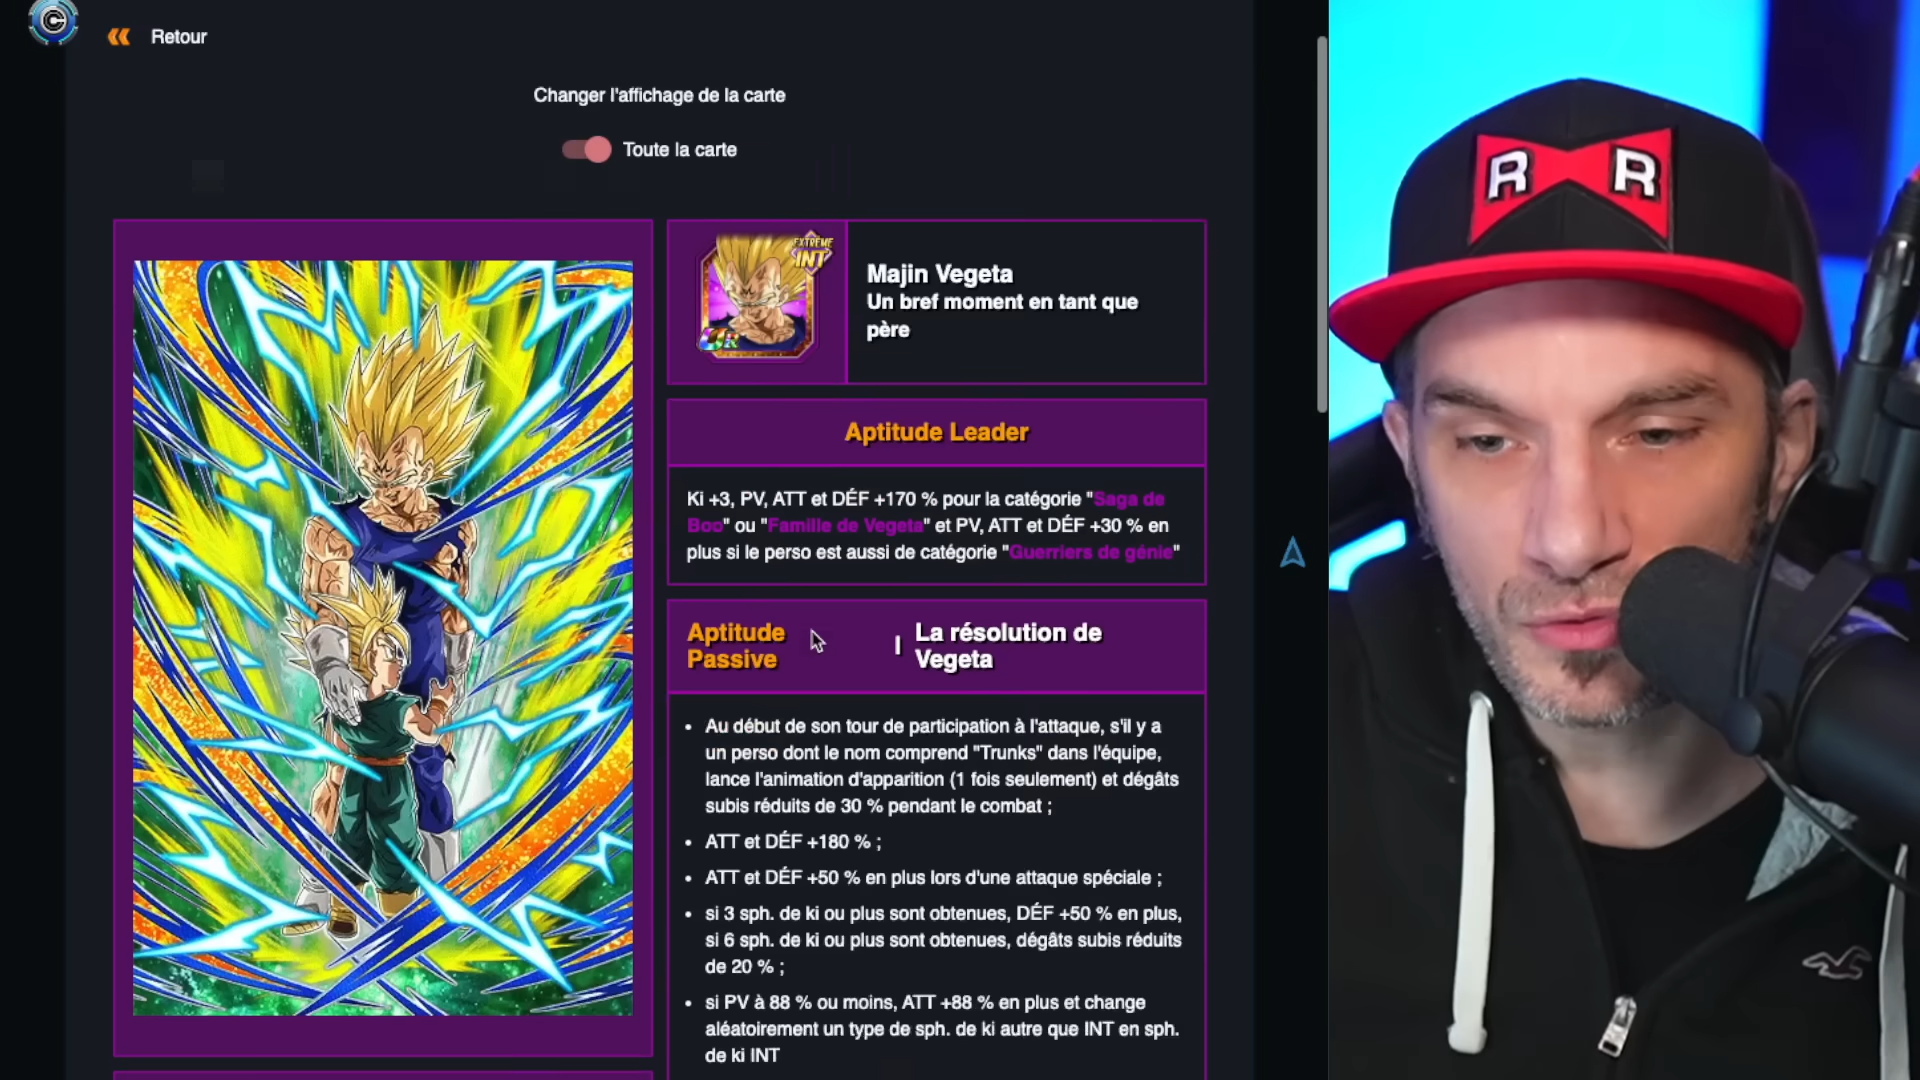 Retour
Changer l'affichage de la carte
Toute la carte
EXTREME
INT
UR
Majin Vegeta
Un bref moment en tant que
père
Aptitude Leader
Ki +3, PV, ATT et DÉF +170 % pour la catégorie "Saga de
Boo" ou "Famille de Vegeta" et PV, ATT et DÉF +30 % en
plus si le perso est aussi de catégorie "Guerriers de génie"
Aptitude
Passive
La résolution de
Vegeta
• Au début de son tour de participation à l'attaque, s'il y a
un perso dont le nom comprend "Trunks" dans l'équipe,
lance l'animation d'apparition (1 fois seulement) et dégâts
subis réduits de 30 % pendant le combat ;
• ATT et DÉF +180 % ;
• ATT et DÉF +50 % en plus lors d'une attaque spéciale ;
• si 3 sph. de ki ou plus sont obtenues, DÉF +50 % en plus,
si 6 sph. de ki ou plus sont obtenues, dégâts subis réduits
de 20 % ;
• si PV à 88 % ou moins, ATT +88 % en plus et change
aléatoirement un type de sph. de ki autre que INT en sph.
de ki INT
R R